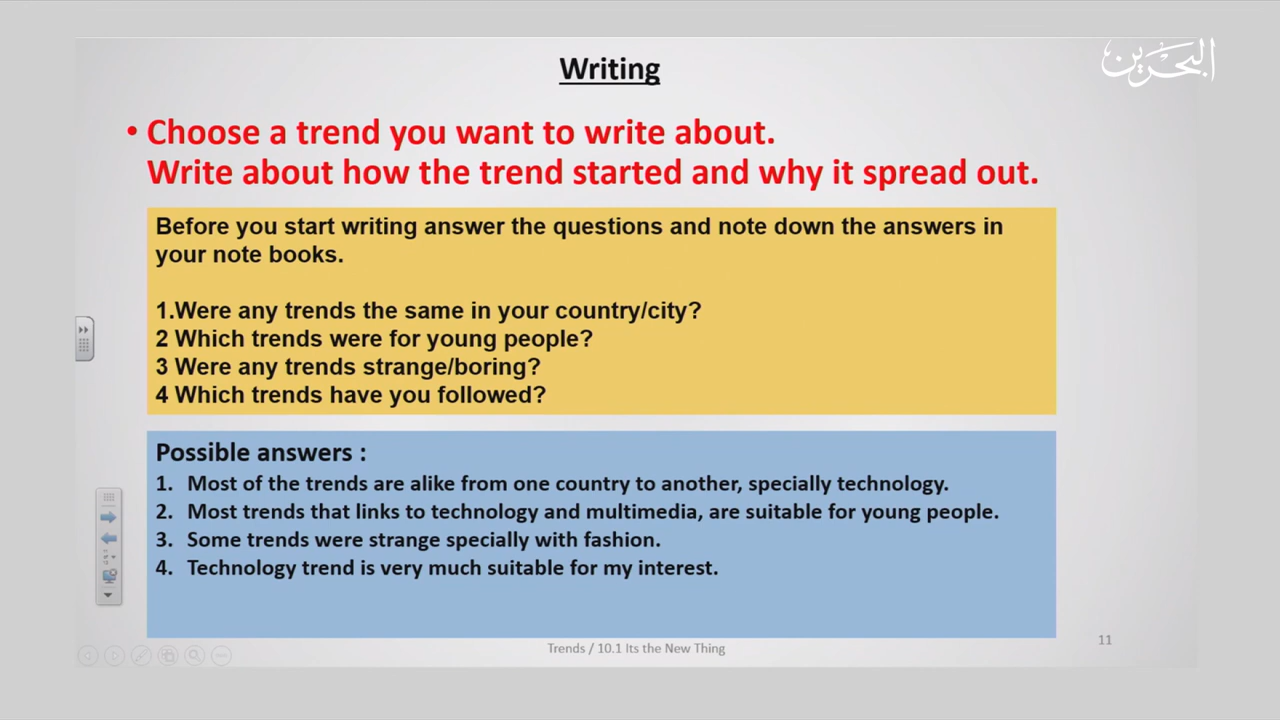 البحرين
Writing
• Choose a trend you want to write about.
Write about how the trend started and why it spread out.
Before you start writing answer the questions and note down the answers in
your note books.
1.Were any trends the same in your country/city?
2 Which trends were for young people?
3 Were any trends strange/boring?
4 Which trends have you followed?
Possible answers :
1. Most of the trends are alike from one country to another, specially technology.
2. Most trends that links to technology and multimedia, are suitable for young people.
3. Some trends were strange specially with fashion.
4. Technology trend is very much suitable for my interest.
Trends / 10.1 Its the New Thing
11